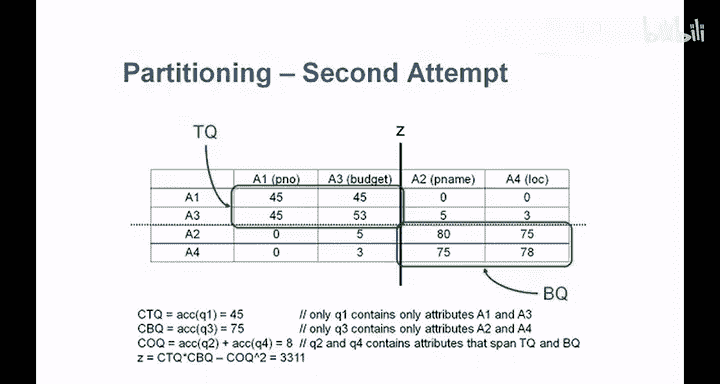 bilibili
Partitioning – Second Attempt
TQ
z
A1 (pno) A3 (budget) A2 (pname) A4 (loc)
A1 45 45 0 0
A3 45 53 5 3
A2 0 5 80 75
A4 0 3 75 78
BQ
CTQ = acc(q1) = 45 // only q1 contains only attributes A1 and A3
CBQ = acc(q3) = 75 // only q3 contains only attributes A2 and A4
COQ = acc(q2) + acc(q4) = 8 // q2 and q4 contains attributes that span TQ and BQ
z = CTQ*CBQ – COQ^2 = 3311